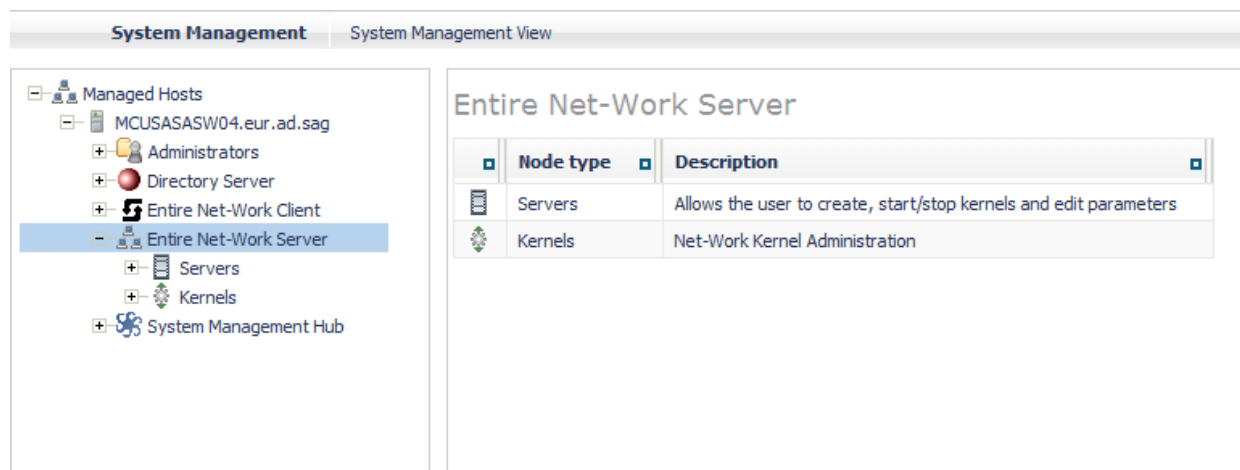 System Management System Management View
Managed Hosts
MCUSASASW04.eur.ad.sag
Administrators
Directory Server
Entire Net-Work Client
Entire Net-Work Server
Servers
Kernels
System Management Hub
Entire Net-Work Server
Node type Description
Servers Allows the user to create, start/stop kernels and edit parameters
Kernels Net-Work Kernel Administration